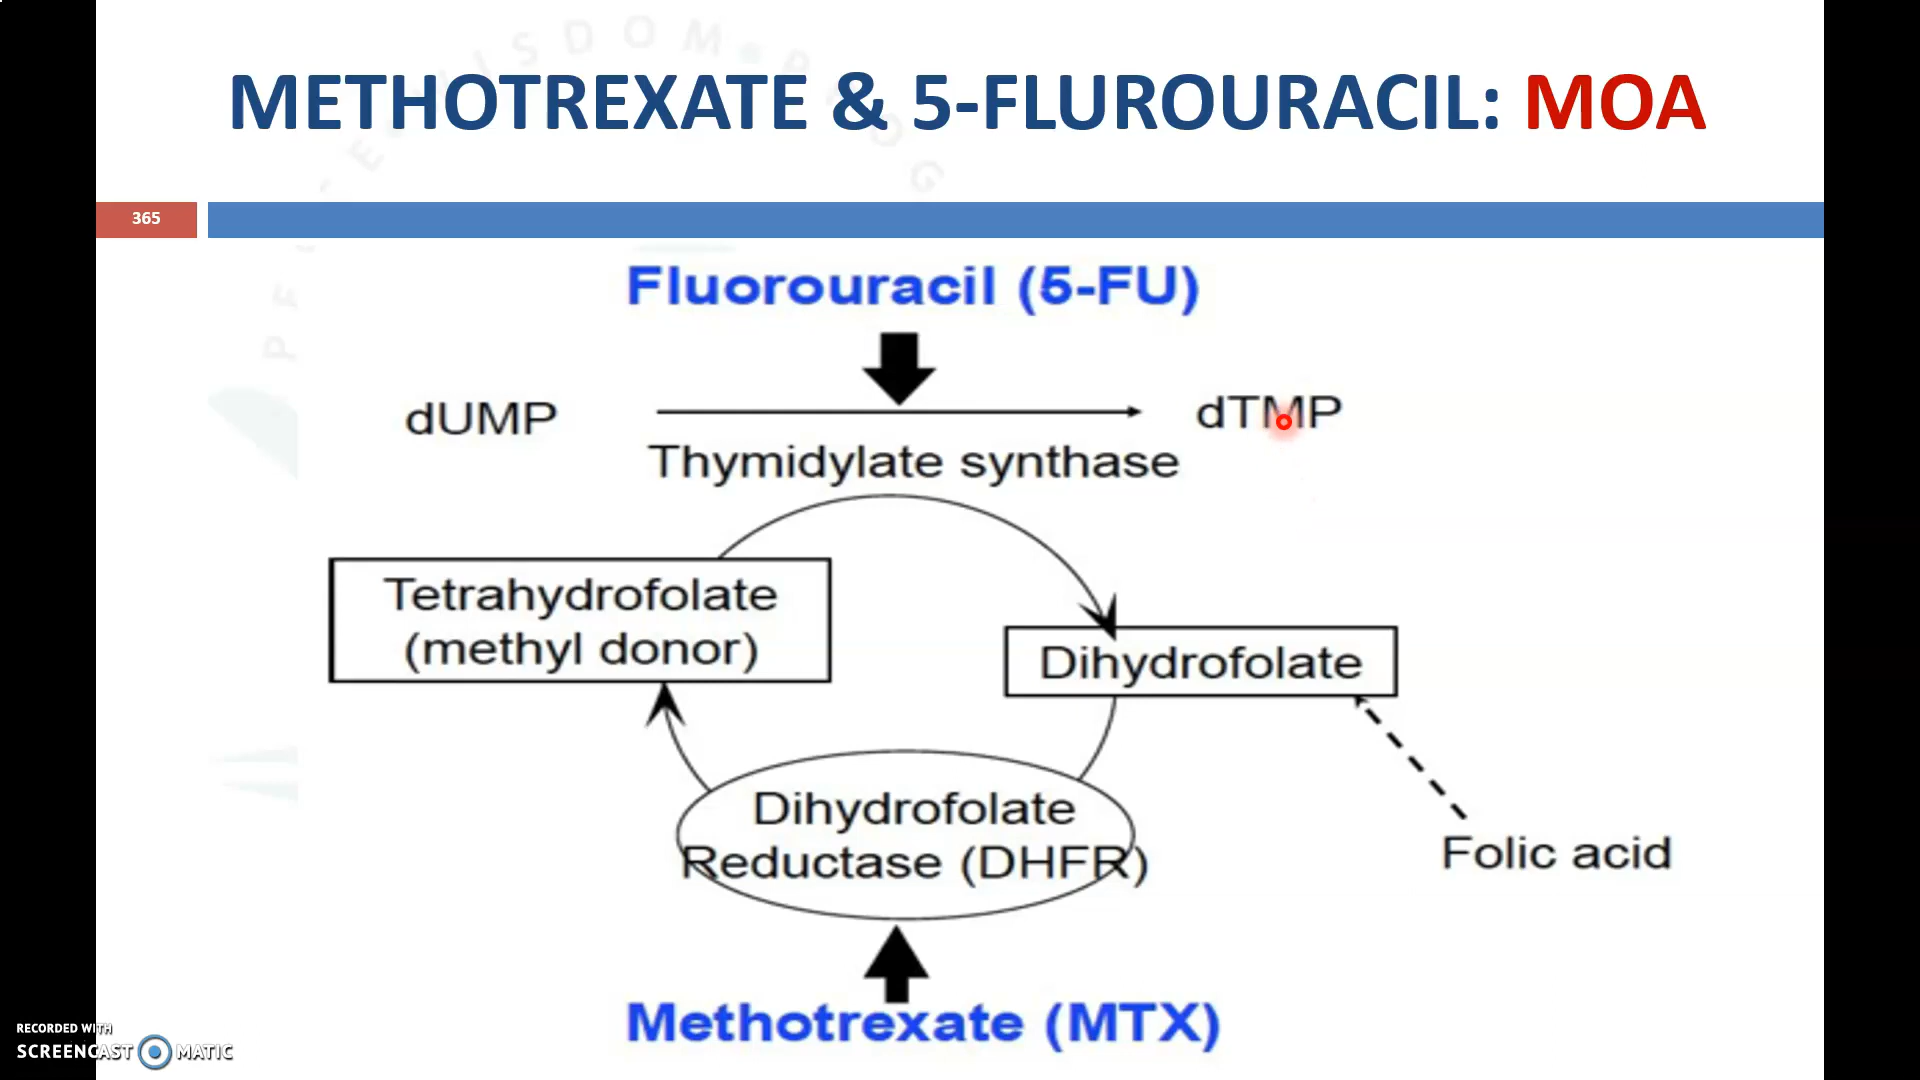 METHOTREXATE & 5-FLUROURACIL: MOA
365
Fluorouracil (5-FU)
dUMP
dTMP
Thymidylate synthase
Tetrahydrofolate
(methyl donor)
Dihydrofolate
Dihydrofolate
Reductase (DHFR)
Folic acid
Methotrexate (MTX)
RECORDED WITH
SCREENCAST MATIC